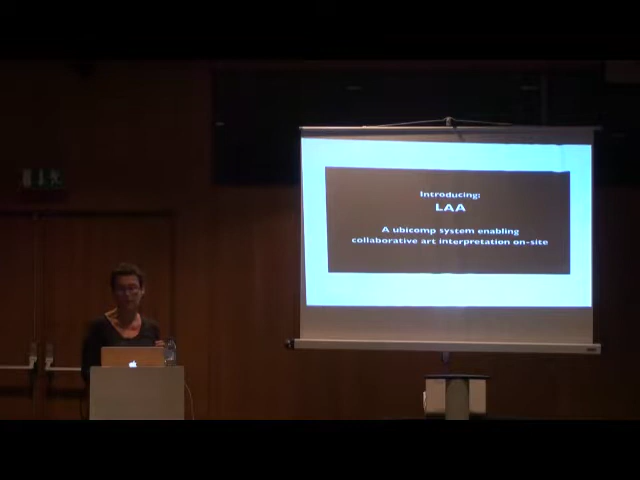 Introducing:
LAA
A ubicomp system enabling
collaborative art interpretation on-site